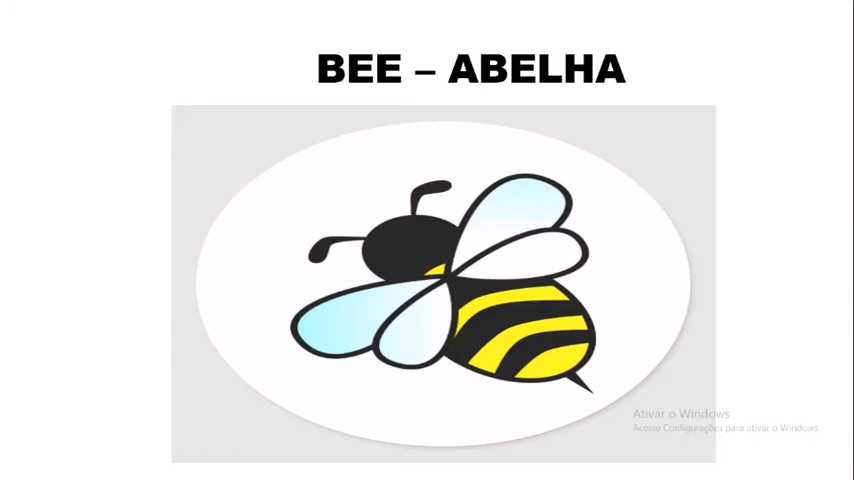 BEE – ABELHA
Ativar o Windows
Acesse Configurações para ativar o Windows.